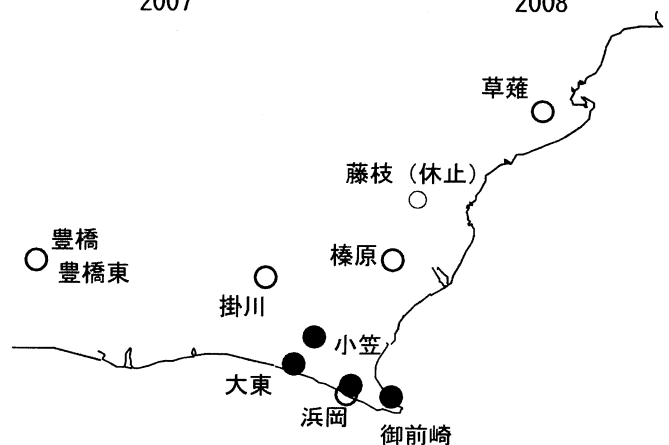 2007
2008
草薙
藤枝（休止）
豊橋
豊橋東
榛原
掛川
小笠
大東
浜岡
御前崎